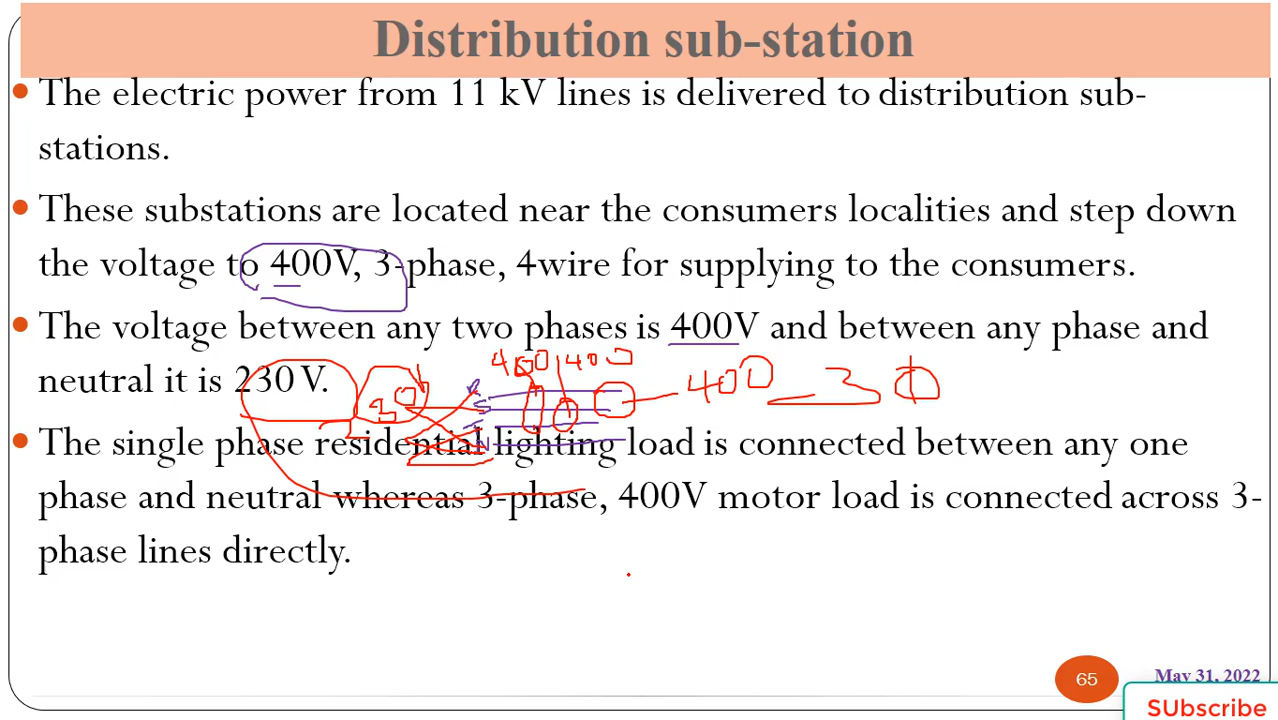 Distribution sub-station
• The electric power from 11 kV lines is delivered to distribution sub-
stations.
• These substations are located near the consumers localities and step down
the voltage to 400V, 3-phase, 4wire for supplying to the consumers.
• The voltage between any two phases is 400V and between any phase and
400 400
neutral it is 230 V.
400 3 Φ
• The single phase residential lighting load is connected between any one
phase and neutral whereas 3-phase, 400V motor load is connected across 3-
phase lines directly.
65
May 31, 2022
SUbscribe